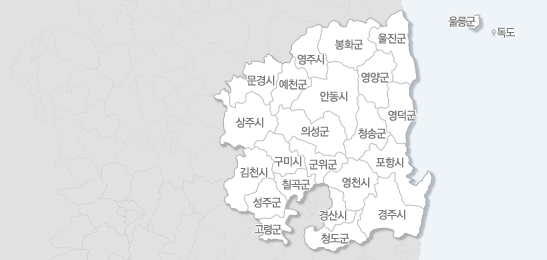 울릉군
독도
울진군
봉화군
영주시
영양군
문경시
예천군
안동시
영덕군
상주시
의성군
청송군
구미시
군위군
포항시
김천시
칠곡군
영천시
성주군
경산시
경주시
고령군
청도군